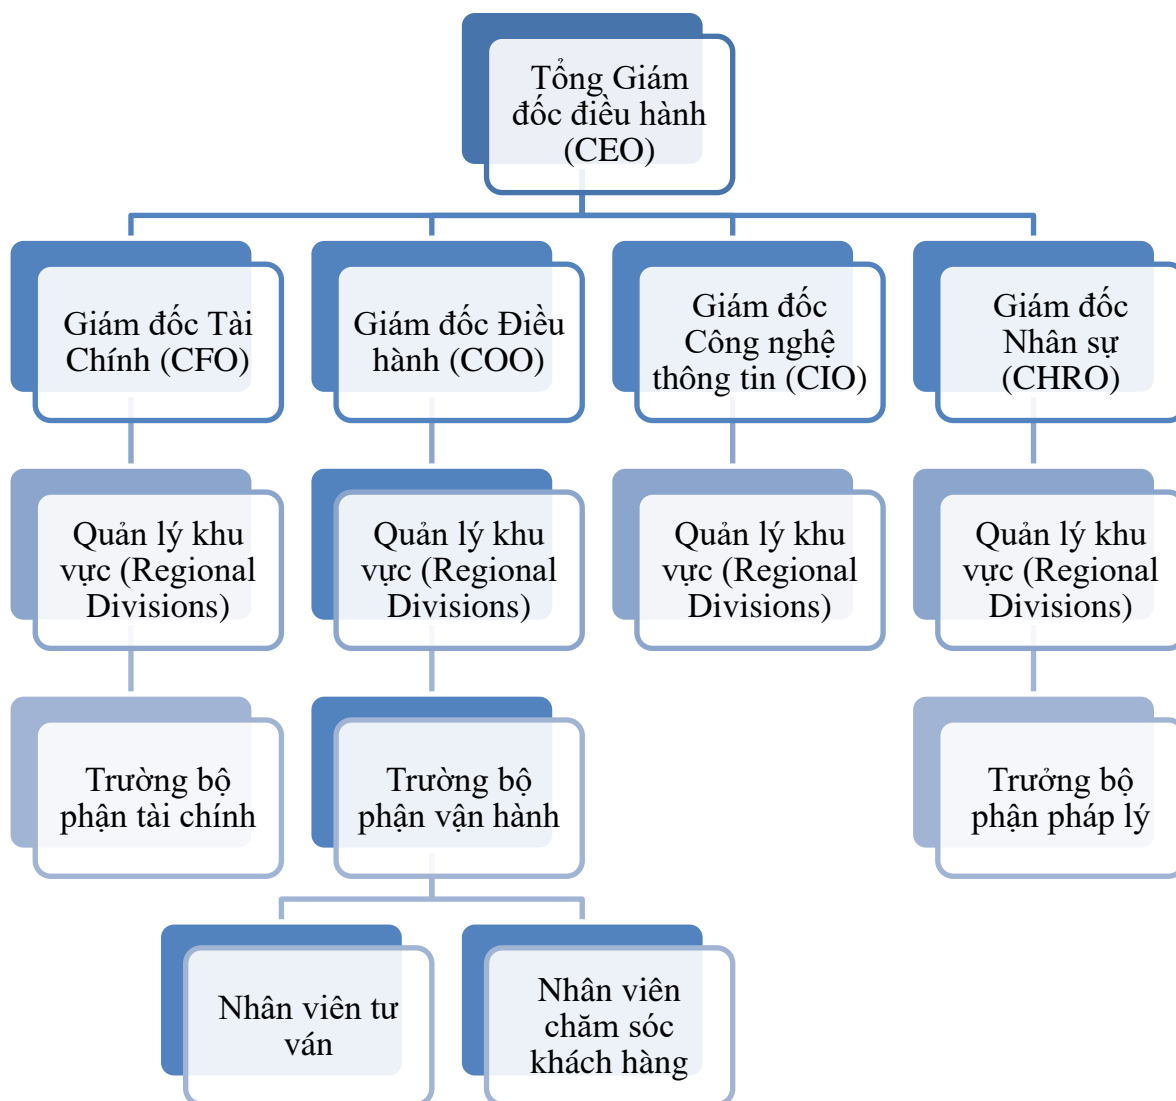 Tổng Giám
đốc điều hành
(CEO)
Giám đốc Tài
Chính (CFO)
Giám đốc Điều
hành (COO)
Giám đốc
Công nghệ
thông tin (CIO)
Giám đốc
Nhân sự
(CHRO)
Quản lý khu
vực (Regional
Divisions)
Quản lý khu
vực (Regional
Divisions)
Quản lý khu
vực (Regional
Divisions)
Quản lý khu
vực (Regional
Divisions)
Trường bộ
phận tài chính
Trường bộ
phận vận hành
Trưởng bộ
phận pháp lý
Nhân viên tư
ván
Nhân viên
chăm sóc
khách hàng